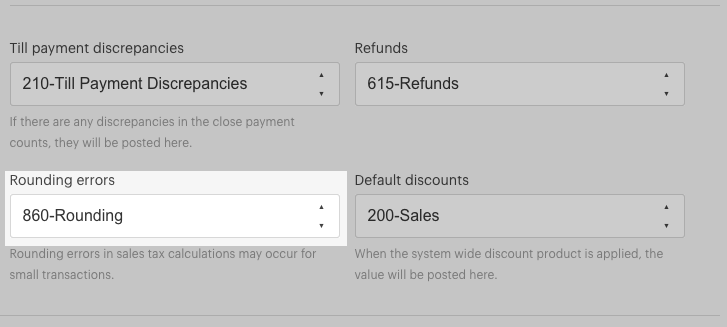 Till payment discrepancies
Refunds
210-Till Payment Discrepancies
615-Refunds
If there are any discrepancies in the close payment
counts, they will be posted here.
Rounding errors
Default discounts
860-Rounding
200-Sales
Rounding errors in sales tax calculations may occur for
small transactions.
When the system wide discount product is applied, the
value will be posted here.